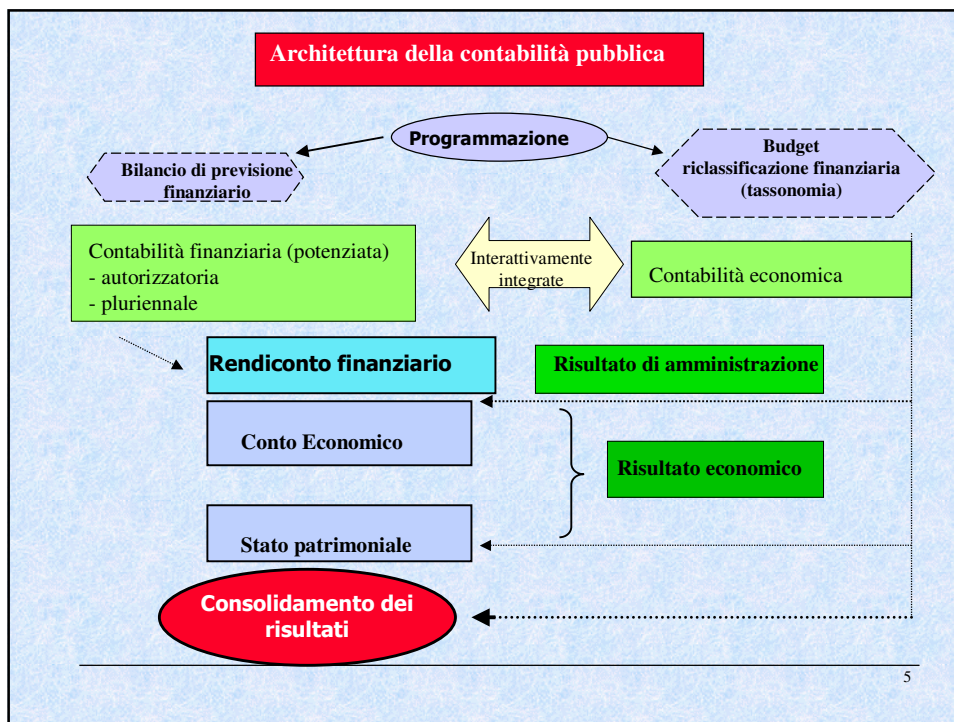 Architettura della contabilità pubblica
Programmazione
Bilancio di previsione
finanziario
Budget
riclassificazione finanziaria
(tassonomia)
Contabilità finanziaria (potenziata)
- autorizzatoria
- pluriennale
Interattivamente
integrate
Contabilità economica
Rendiconto finanziario
Risultato di amministrazione
Conto Economico
Risultato economico
Stato patrimoniale
Consolidamento dei
risultati
5